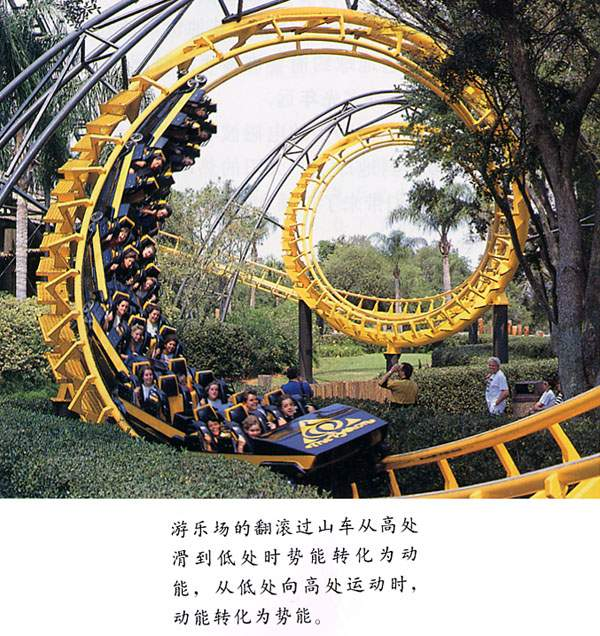 游乐场的翻滚过山车从高处
滑到低处时势能转化为动
能，从低处向高处运动时，
动能转化为势能。